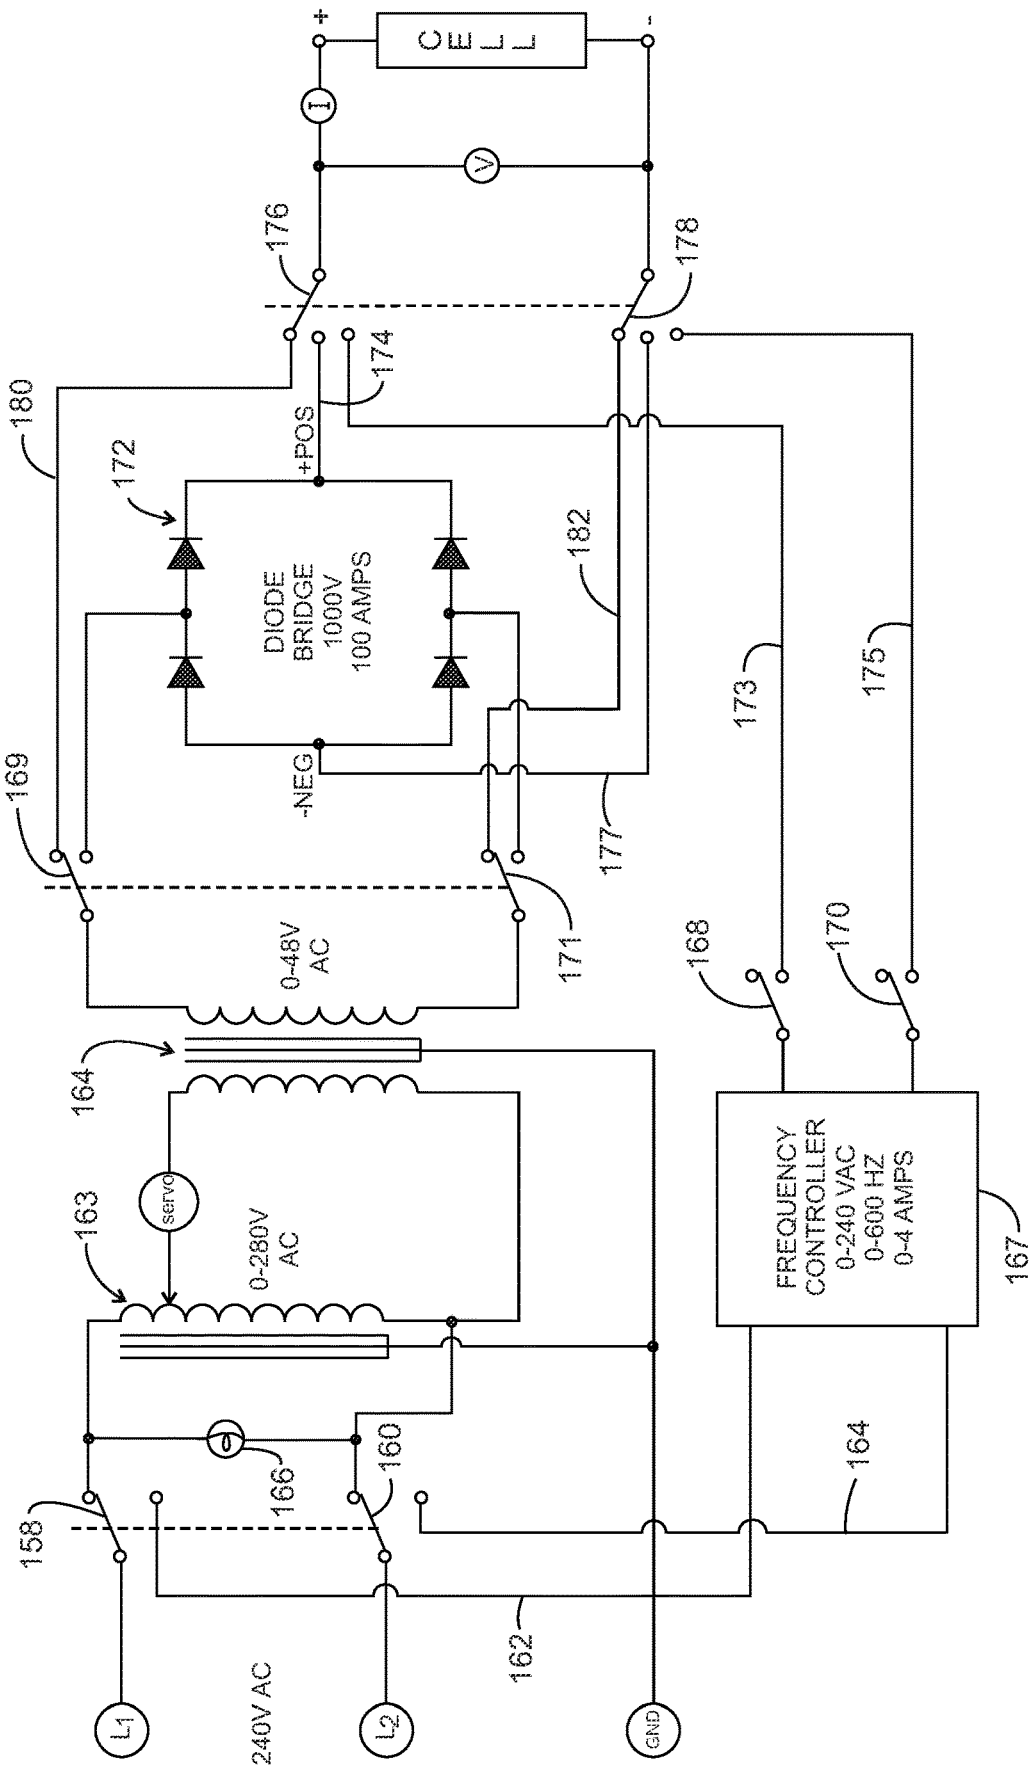 L1
240V AC
L2
GND
158
160
162
164
166
163
servo
0-280V
AC
164
0-48V
AC
169
171
172
DIODE
BRIDGE
1000V
100 AMPS
+POS
-NEG
174
177
180
182
176
178
I
V
+
CELL
-
FREQUENCY
CONTROLLER
0-240 VAC
0-600 HZ
0-4 AMPS
167
168
170
173
175